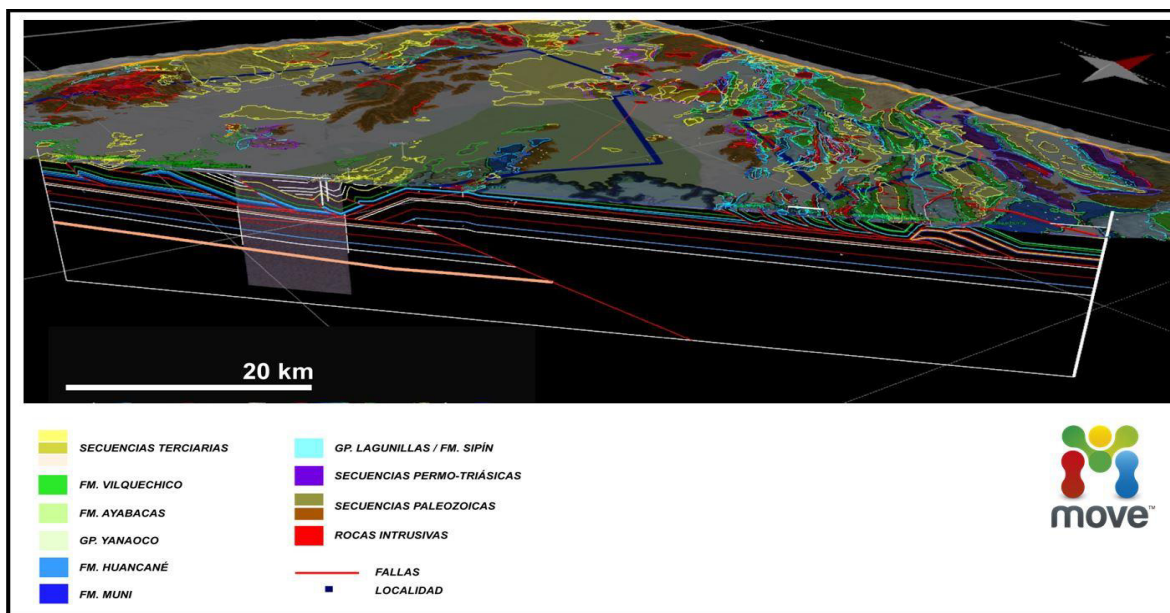 20 km
SECUENCIAS TERCIARIAS
FM. VILQUECHICO
FM. AYABACAS
GP. YANAOCO
FM. HUANCANÉ
FM. MUNI
GP. LAGUNILLAS / FM. SIPÍN
SECUENCIAS PERMO-TRIÁSICAS
SECUENCIAS PALEOZOICAS
ROCAS INTRUSIVAS
FALLAS
LOCALIDAD
move™